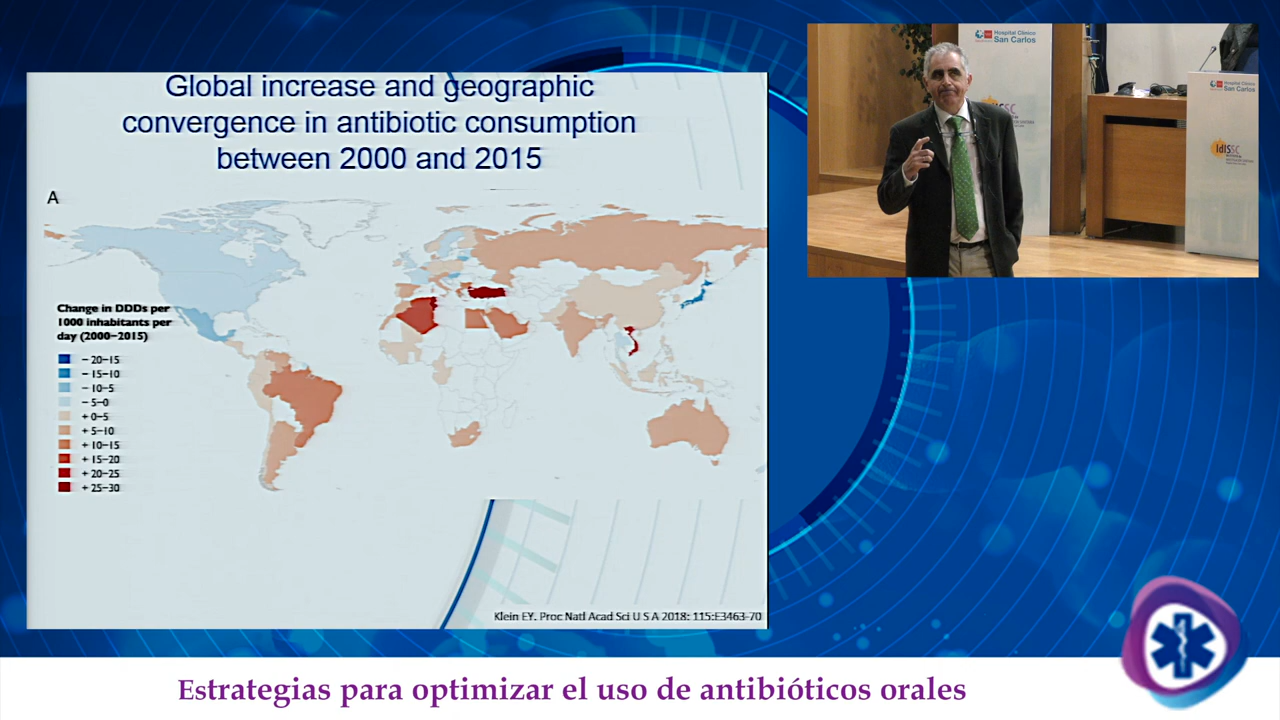 Global increase and geographic
convergence in antibiotic consumption
between 2000 and 2015
A
Change in DDDs per
1000 inhabitants per
day (2000–2015)
– 20–15
– 15–10
– 10–5
– 5–0
+ 0–5
+ 5–10
+ 10–15
+ 15–20
+ 20–25
+ 25–30
Klein EY. Proc Natl Acad Sci U S A 2018; 115:E3463-70
Hospital Clínico
San Carlos
Hospital Clínico
San Carlos
IdISSC
Estrategias para optimizar el uso de antibióticos orales